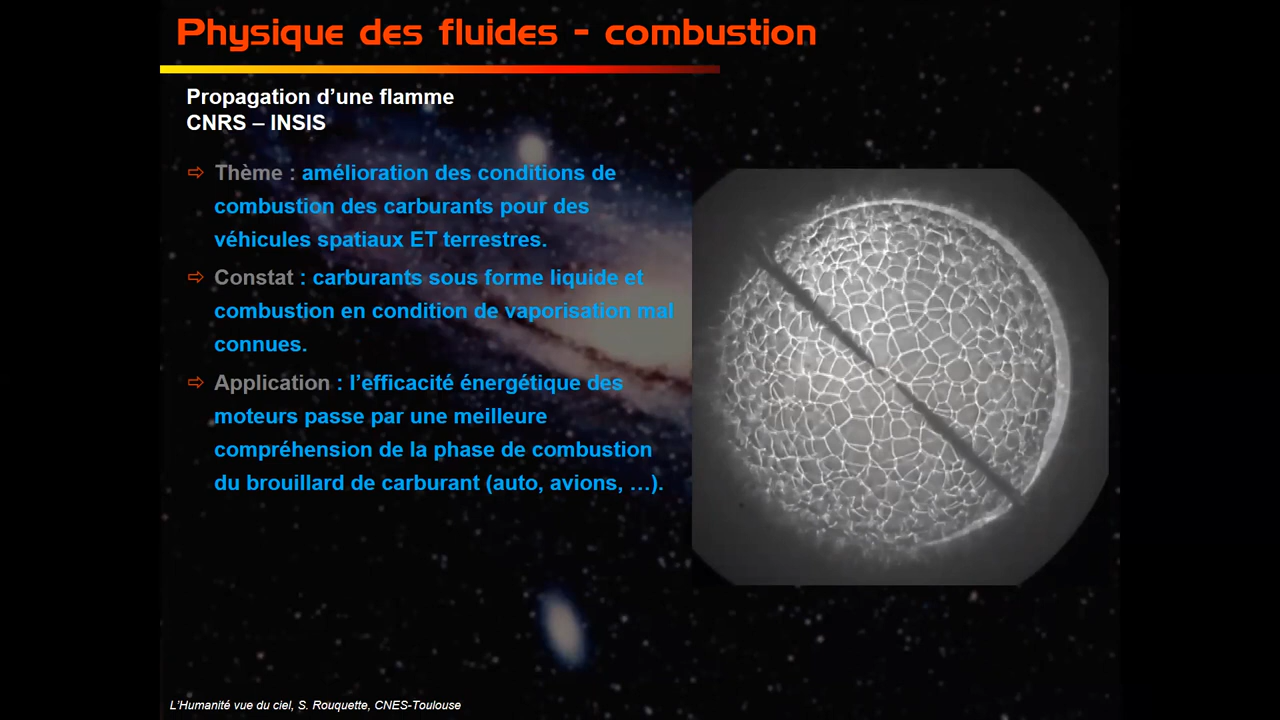 Physique des fluides - combustion
Propagation d’une flamme
CNRS – INSIS
⇨ Thème : amélioration des conditions de
combustion des carburants pour des
véhicules spatiaux ET terrestres.
⇨ Constat : carburants sous forme liquide et
combustion en condition de vaporisation mal
connues.
⇨ Application : l’efficacité énergétique des
moteurs passe par une meilleure
compréhension de la phase de combustion
du brouillard de carburant (auto, avions, …).
L’Humanité vue du ciel, S. Rouquette, CNES-Toulouse